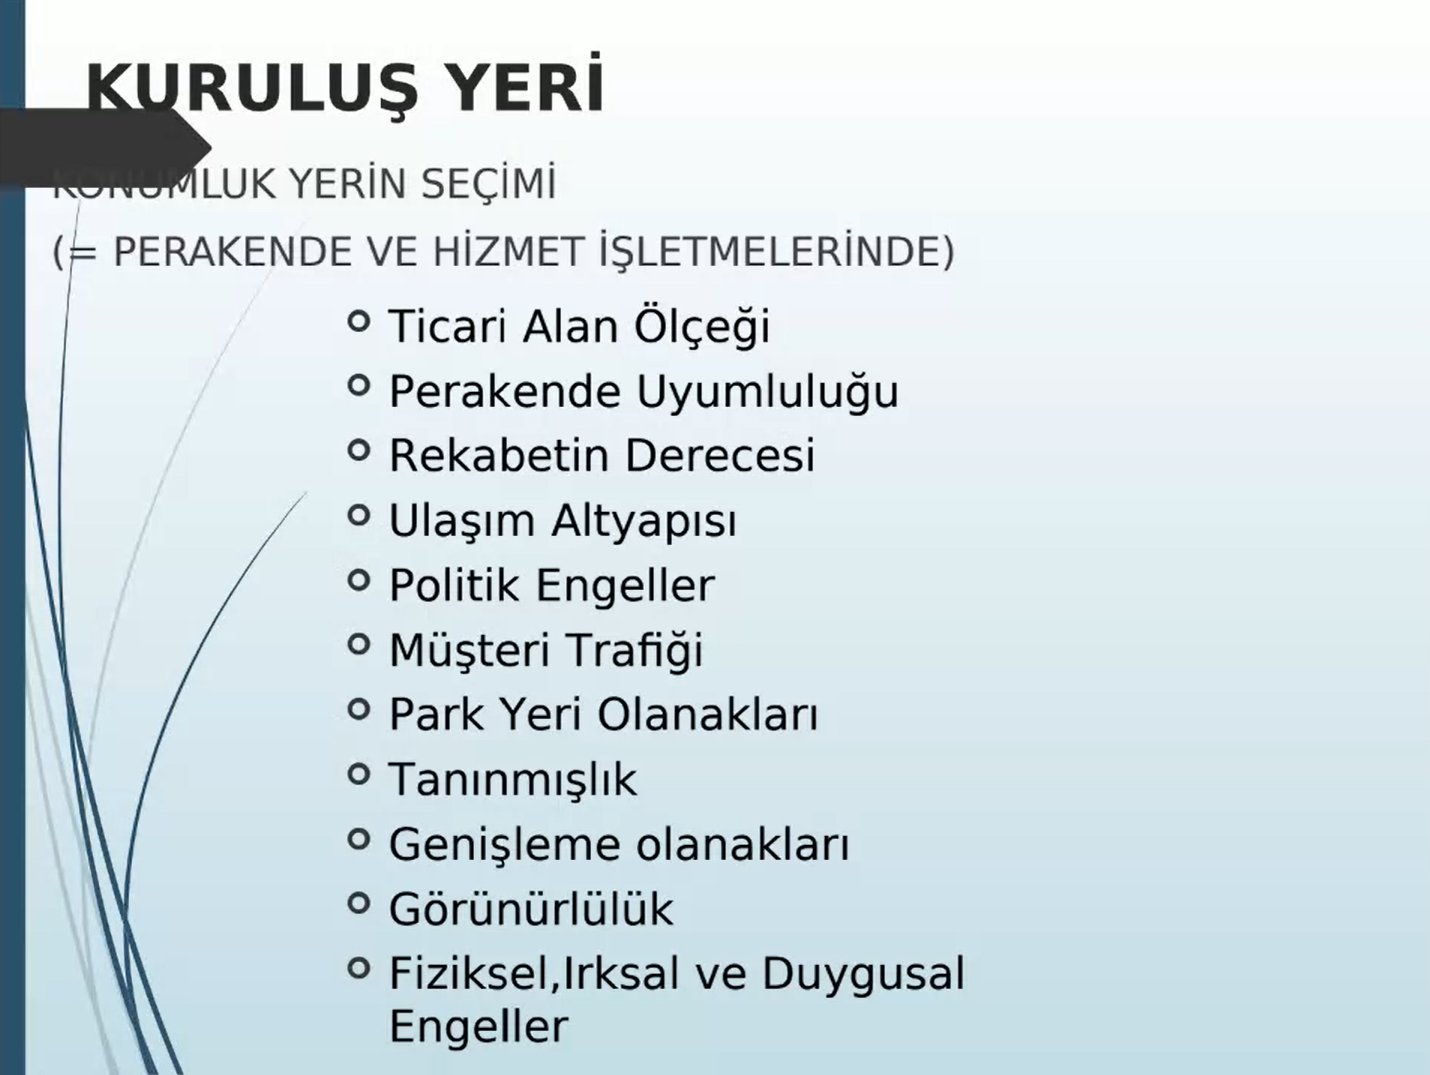 KURULUŞ YERİ
KONUMLUK YERİN SEÇİMİ
(= PERAKENDE VE HİZMET İŞLETMELERİNDE)
Ticari Alan Ölçeği
Perakende Uyumluluğu
Rekabetin Derecesi
Ulaşım Altyapısı
Politik Engeller
Müşteri Trafiği
Park Yeri Olanakları
Tanınmışlık
Genişleme olanakları
Görünürlülük
Fiziksel,Irksal ve Duygusal
Engeller